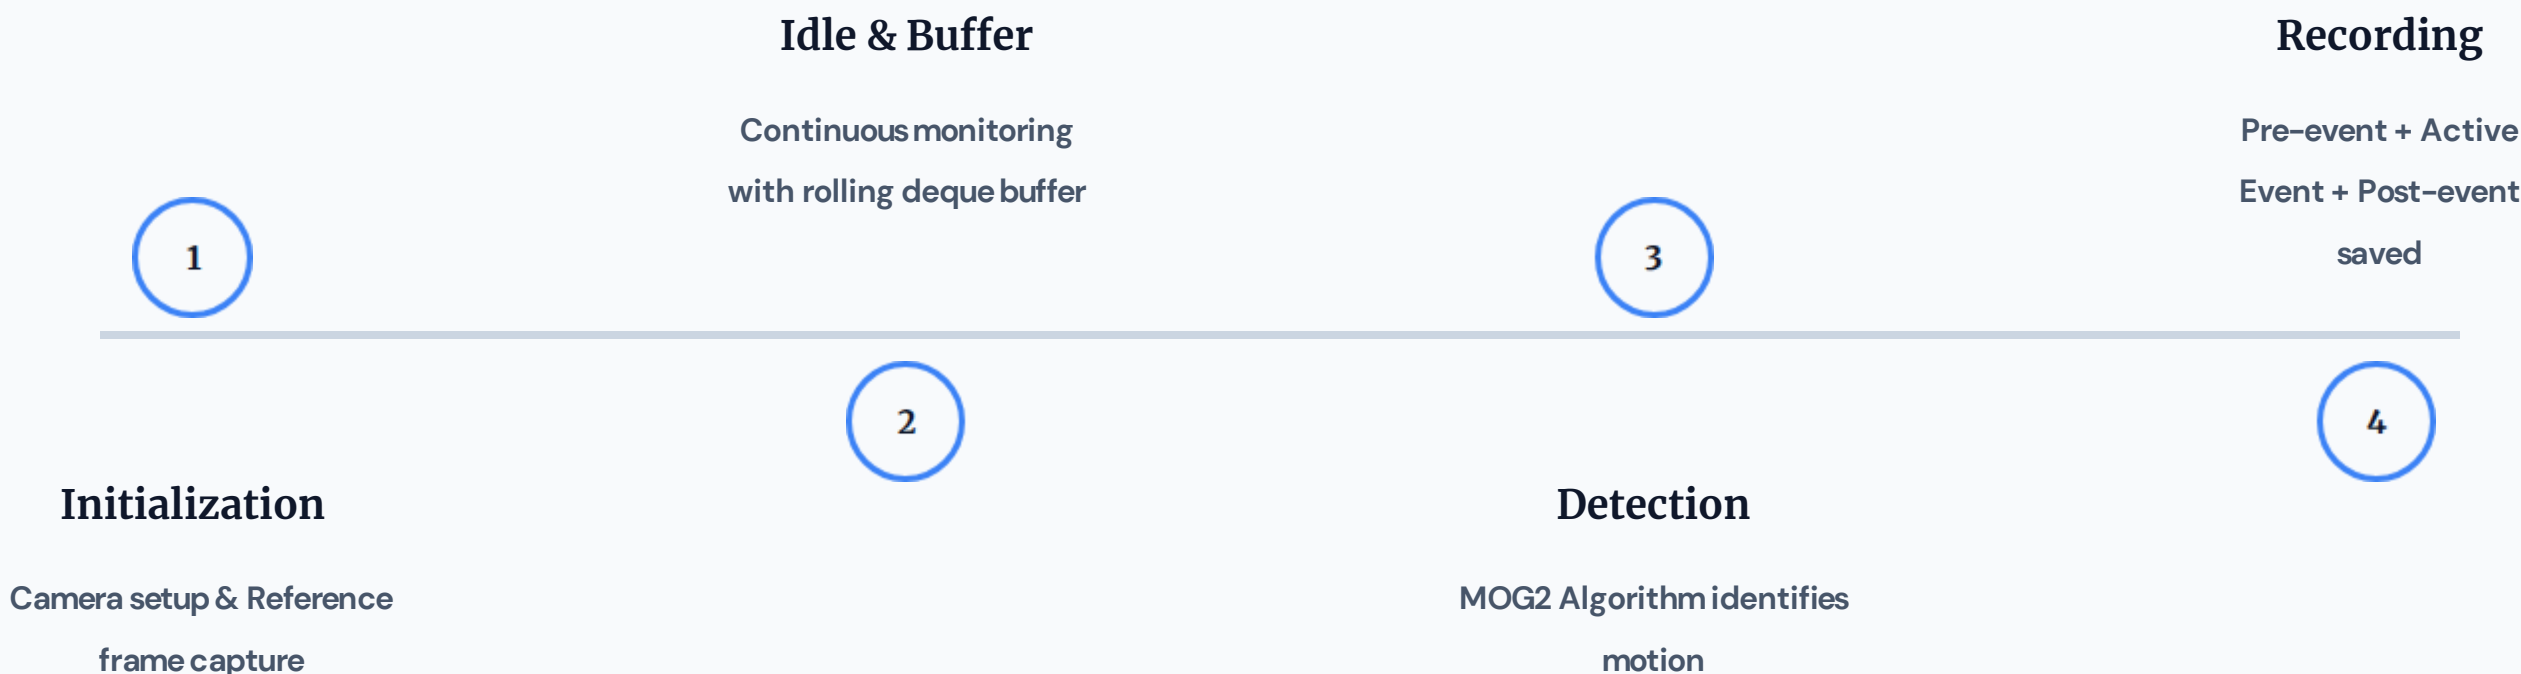 1
Initialization
Camera setup & Reference
frame capture
Idle & Buffer
Continuous monitoring
with rolling deque buffer
2
3
Detection
MOG2 Algorithm identifies
motion
Recording
Pre-event + Active
Event + Post-event
saved
4